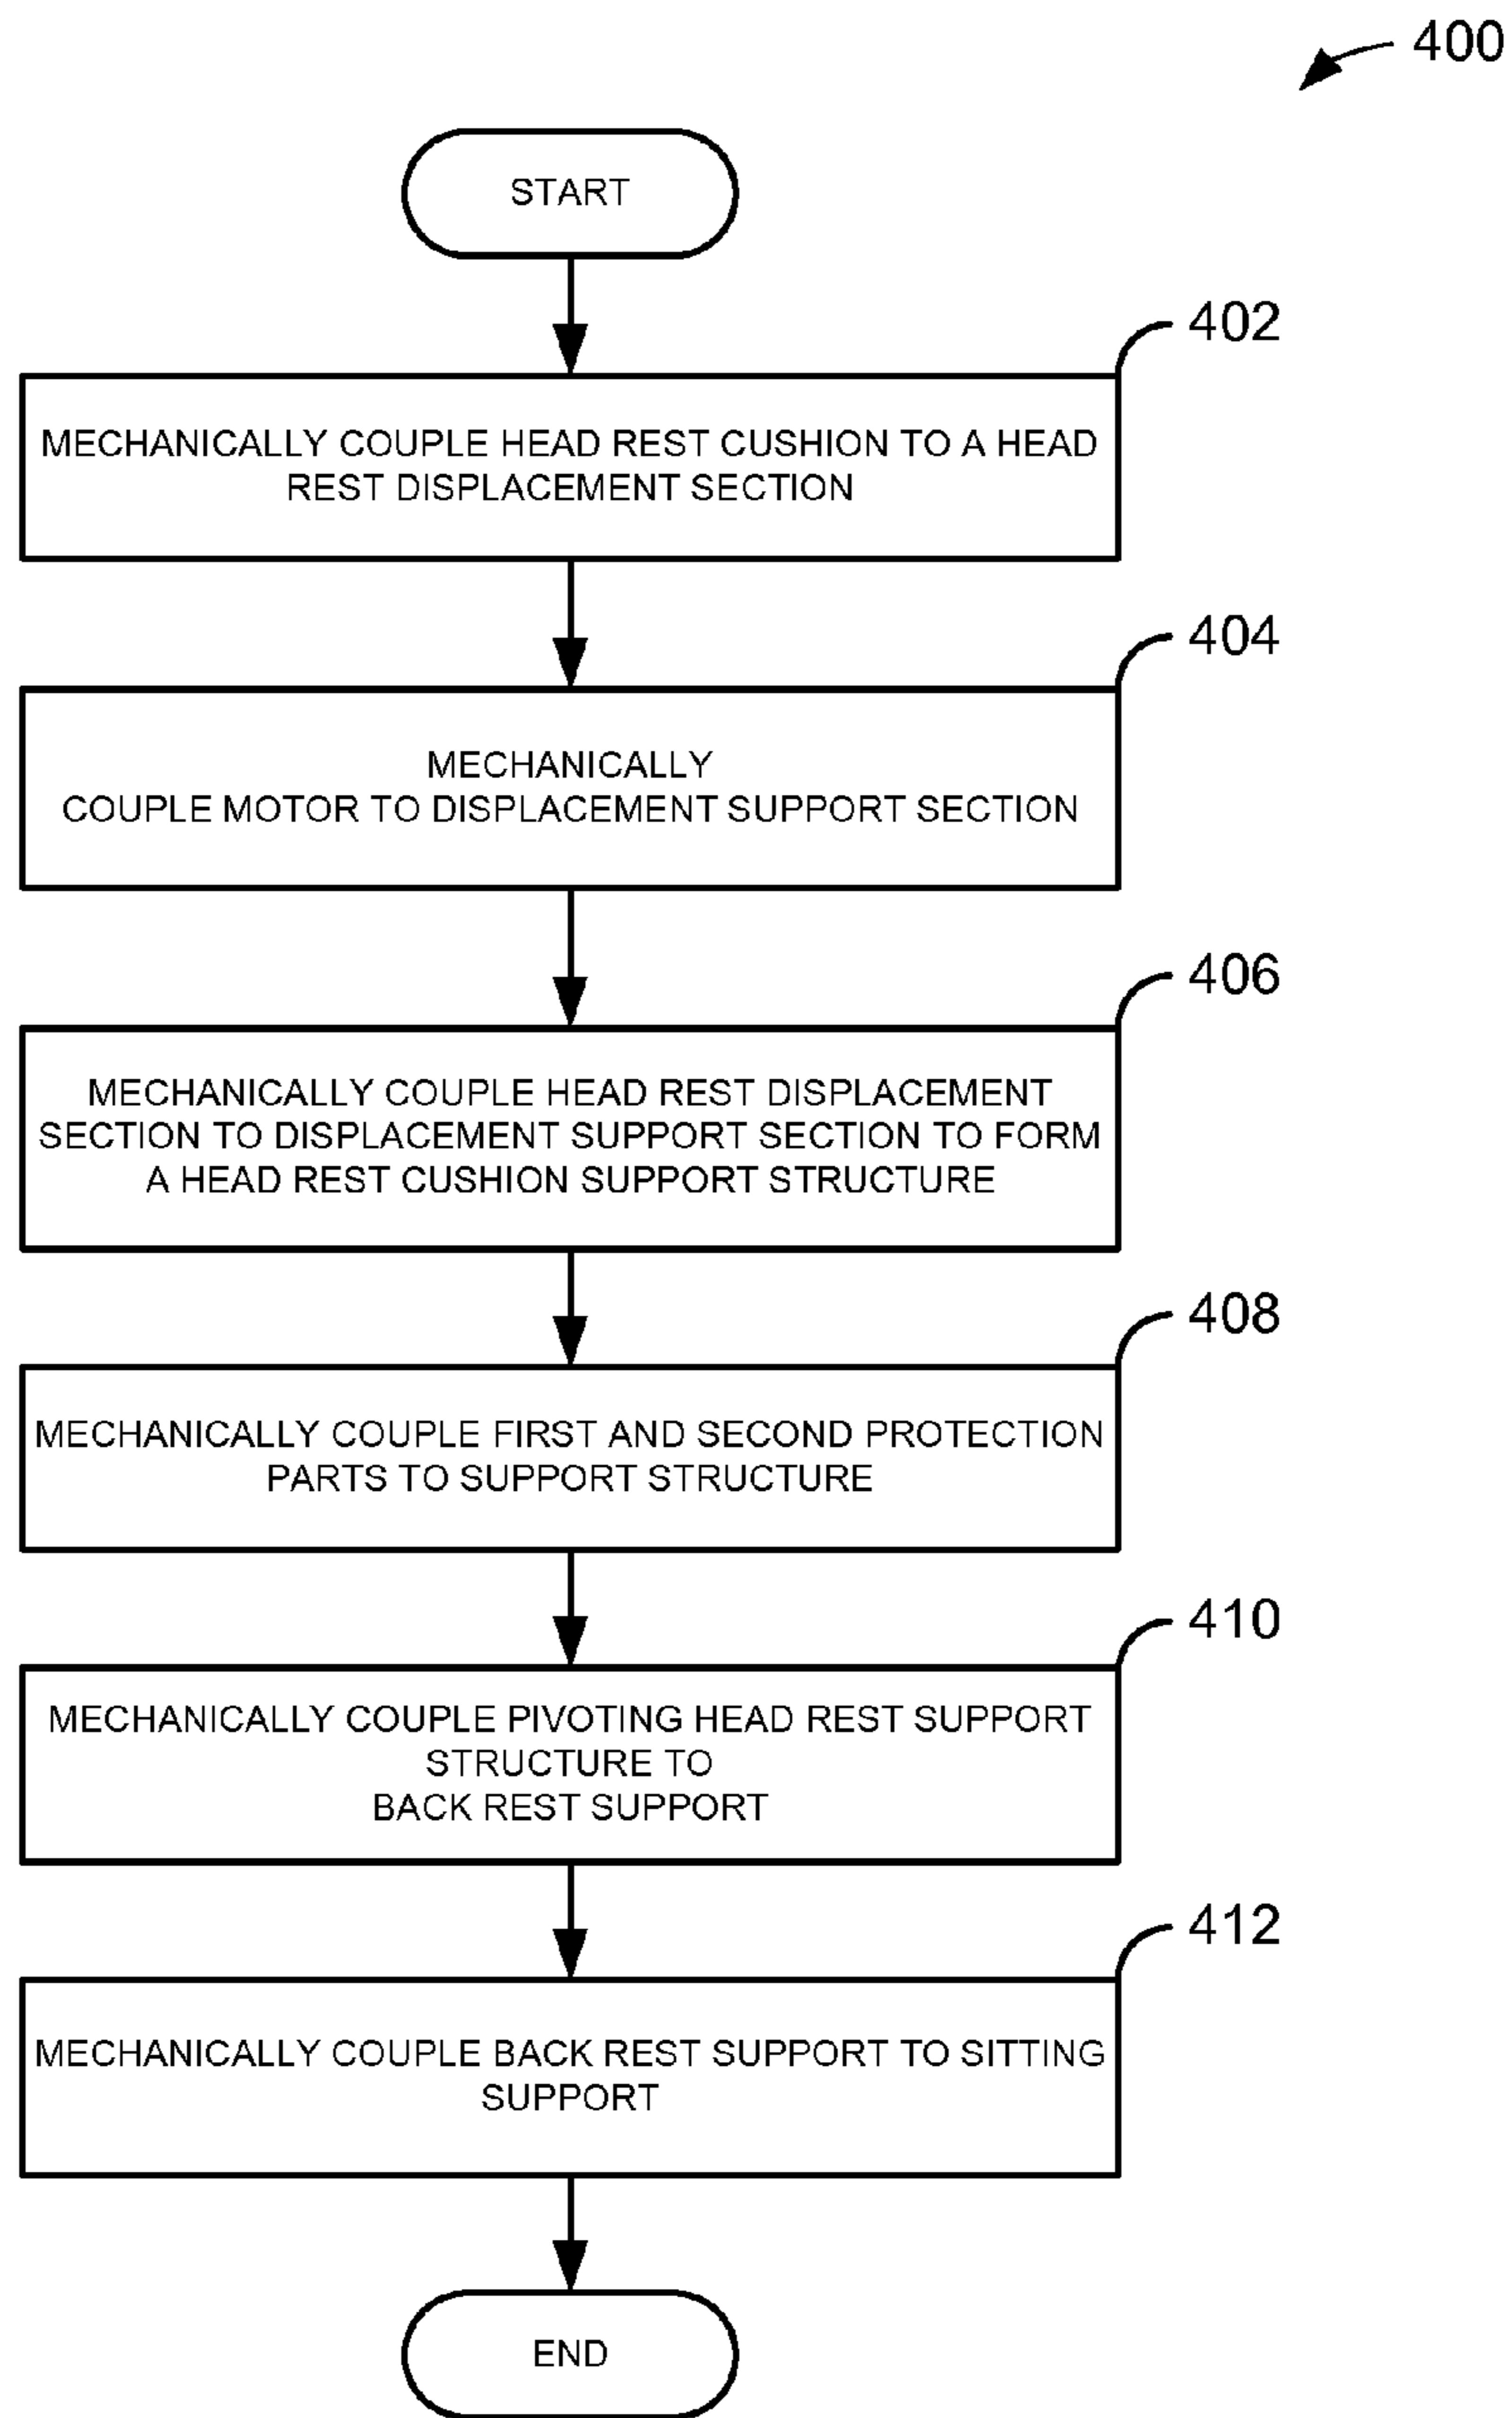 400
START
402
MECHANICALLY COUPLE HEAD REST CUSHION TO A HEAD
REST DISPLACEMENT SECTION
404
MECHANICALLY
COUPLE MOTOR TO DISPLACEMENT SUPPORT SECTION
406
MECHANICALLY COUPLE HEAD REST DISPLACEMENT
SECTION TO DISPLACEMENT SUPPORT SECTION TO FORM
A HEAD REST CUSHION SUPPORT STRUCTURE
408
MECHANICALLY COUPLE FIRST AND SECOND PROTECTION
PARTS TO SUPPORT STRUCTURE
410
MECHANICALLY COUPLE PIVOTING HEAD REST SUPPORT
STRUCTURE TO
BACK REST SUPPORT
412
MECHANICALLY COUPLE BACK REST SUPPORT TO SITTING
SUPPORT
END